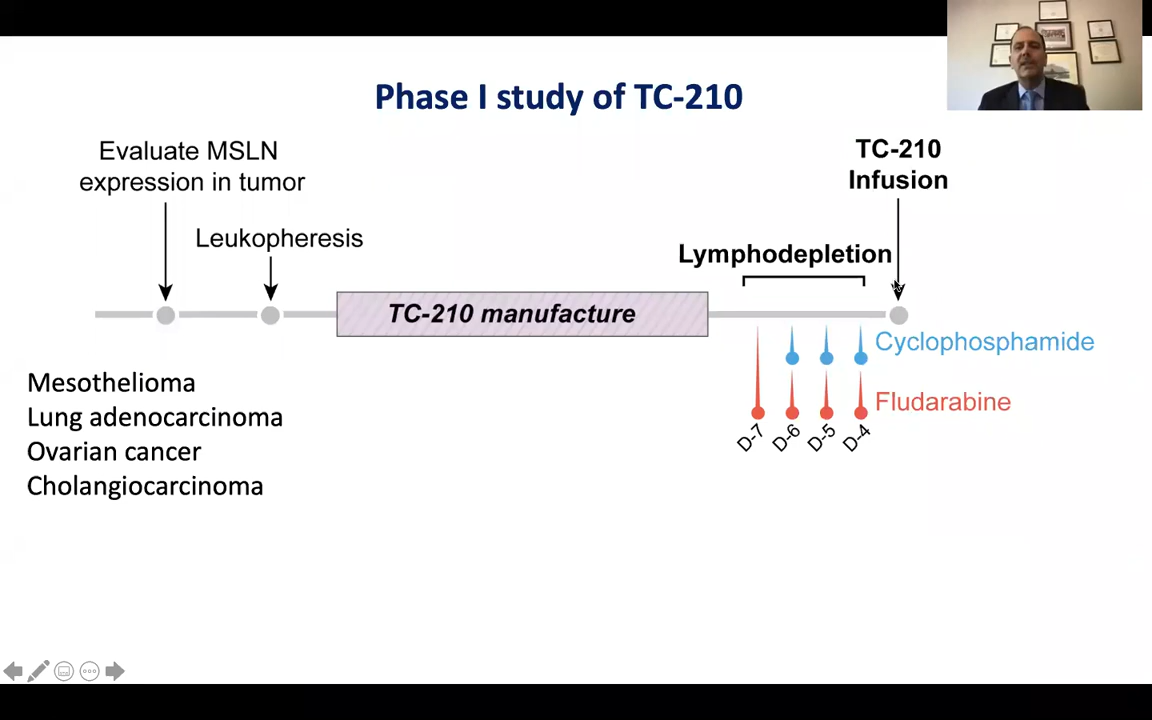 Phase I study of TC-210
Evaluate MSLN
expression in tumor
Leukopheresis
TC-210 manufacture
Lymphodepletion
TC-210
Infusion
Cyclophosphamide
Fludarabine
D-7
D-6
D-5
D-4
Mesothelioma
Lung adenocarcinoma
Ovarian cancer
Cholangiocarcinoma